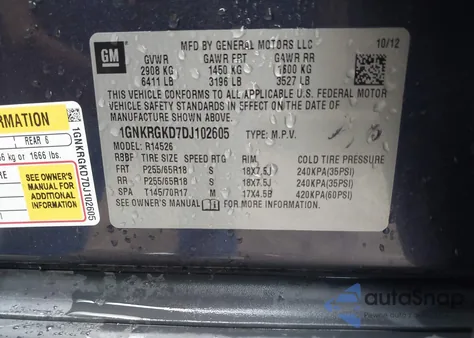 GM
MFD BY GENERAL MOTORS LLC 10/12
GVWR GAWR FRT GAWR RR
2908 KG 1450 KG 1600 KG
6411 LB 3196 LB 3527 LB
THIS VEHICLE CONFORMS TO ALL APPLICABLE U.S. FEDERAL MOTOR
VEHICLE SAFETY STANDARDS IN EFFECT ON THE DATE OF
MANUFACTURE SHOWN ABOVE.
1GNKRGKD7DJ102605 TYPE: M.P.V.
MODEL: R14526
RBBF TIRE SIZE SPEED RTG RIM COLD TIRE PRESSURE
FRT P255/65R18 S 18X7.5J 240KPA(35PSI)
RR P255/65R18 S 18X7.5J 240KPA(35PSI)
SPA T145/70R17 M 17X4.5B 420KPA(60PSI)
SEE OWNER'S MANUAL FOR MORE INFORMATION.
RMATION
REAR 6
6 kg or 1666 lbs.
SEE OWNER'S
MANUAL FOR
ADDITIONAL
INFORMATION
1GNKRGKD7DJ102605
autoSnap